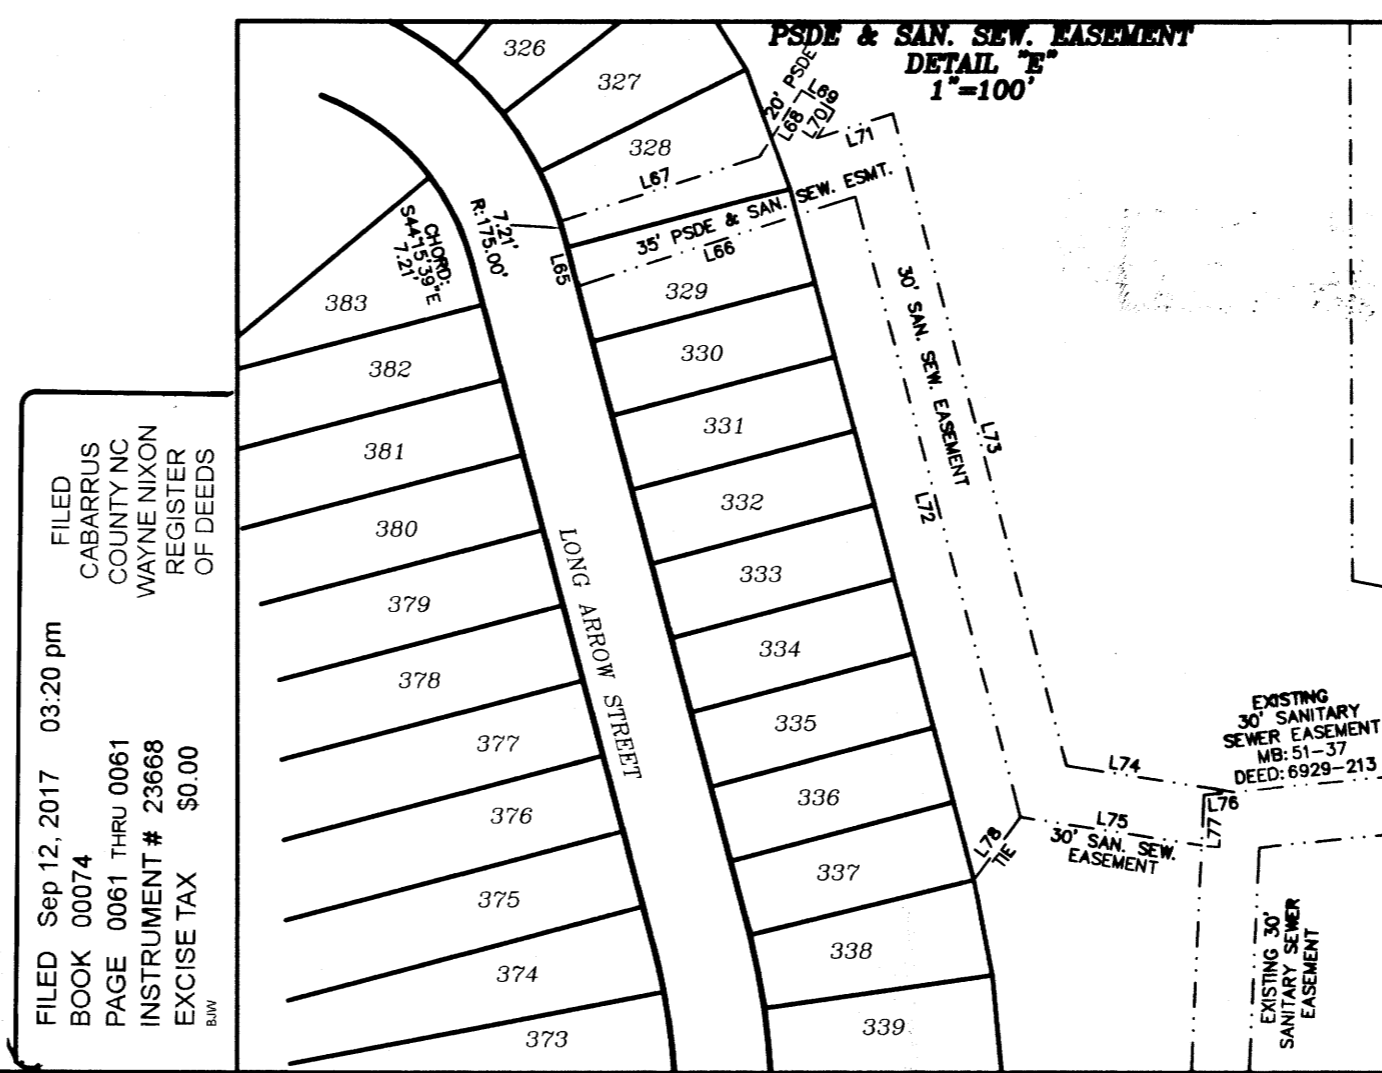 PSDE & SAN. SEW. EASEMENT
DETAIL "E"
1"=100'
326
327
328
20' PSDE
L68
L69
L70
L71
L67
35' PSDE & SAN. SEW. ESMT.
L66
L65
7.21'
R:175.00'
CHORD:
S44°15'39"E
7.21'
329
330
331
332
333
334
335
336
337
338
339
383
382
381
380
379
378
377
376
375
374
373
LONG ARROW STREET
30' SAN. SEW. EASEMENT
L72
L73
L74
L75
30' SAN. SEW.
EASEMENT
L76
L77
L78
TIE
EXISTING
30' SANITARY
SEWER EASEMENT
MB: 51-37
DEED: 6929-213
EXISTING 30'
SANITARY SEWER
EASEMENT
FILED
CABARRUS
COUNTY NC
WAYNE NIXON
REGISTER
OF DEEDS
FILED Sep 12, 2017 03:20 pm
BOOK 00074
PAGE 0061 THRU 0061
INSTRUMENT # 23668
EXCISE TAX $0.00
BJW